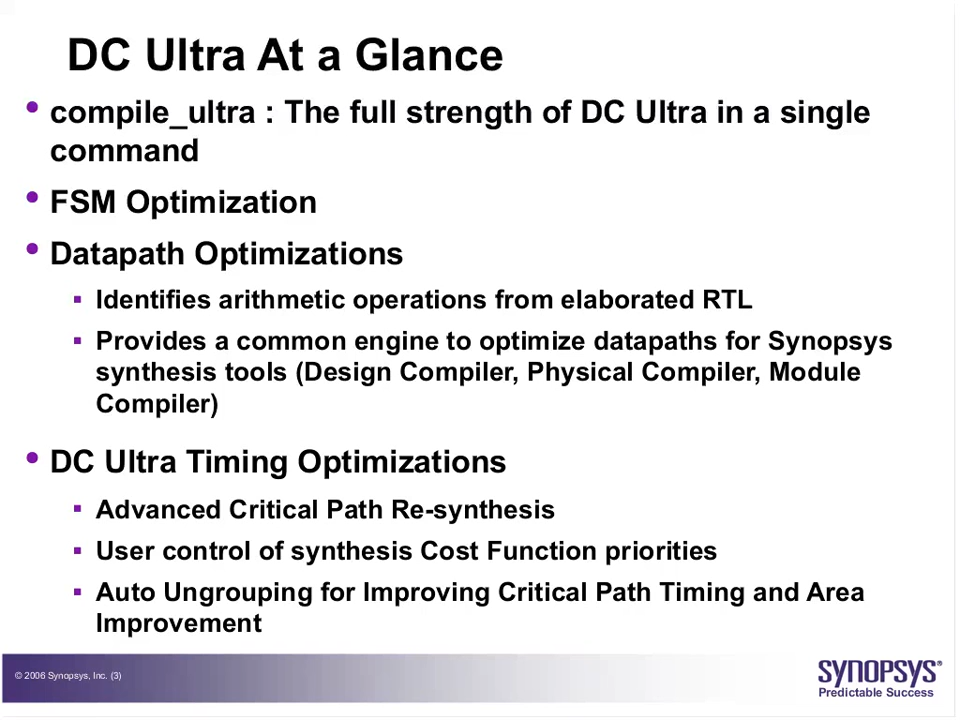 DC Ultra At a Glance
• compile_ultra : The full strength of DC Ultra in a single
command
• FSM Optimization
• Datapath Optimizations
▪ Identifies arithmetic operations from elaborated RTL
▪ Provides a common engine to optimize datapaths for Synopsys
synthesis tools (Design Compiler, Physical Compiler, Module
Compiler)
• DC Ultra Timing Optimizations
▪ Advanced Critical Path Re-synthesis
▪ User control of synthesis Cost Function priorities
▪ Auto Ungrouping for Improving Critical Path Timing and Area
Improvement
© 2006 Synopsys, Inc. (3)
SYNOPSYS®
Predictable Success